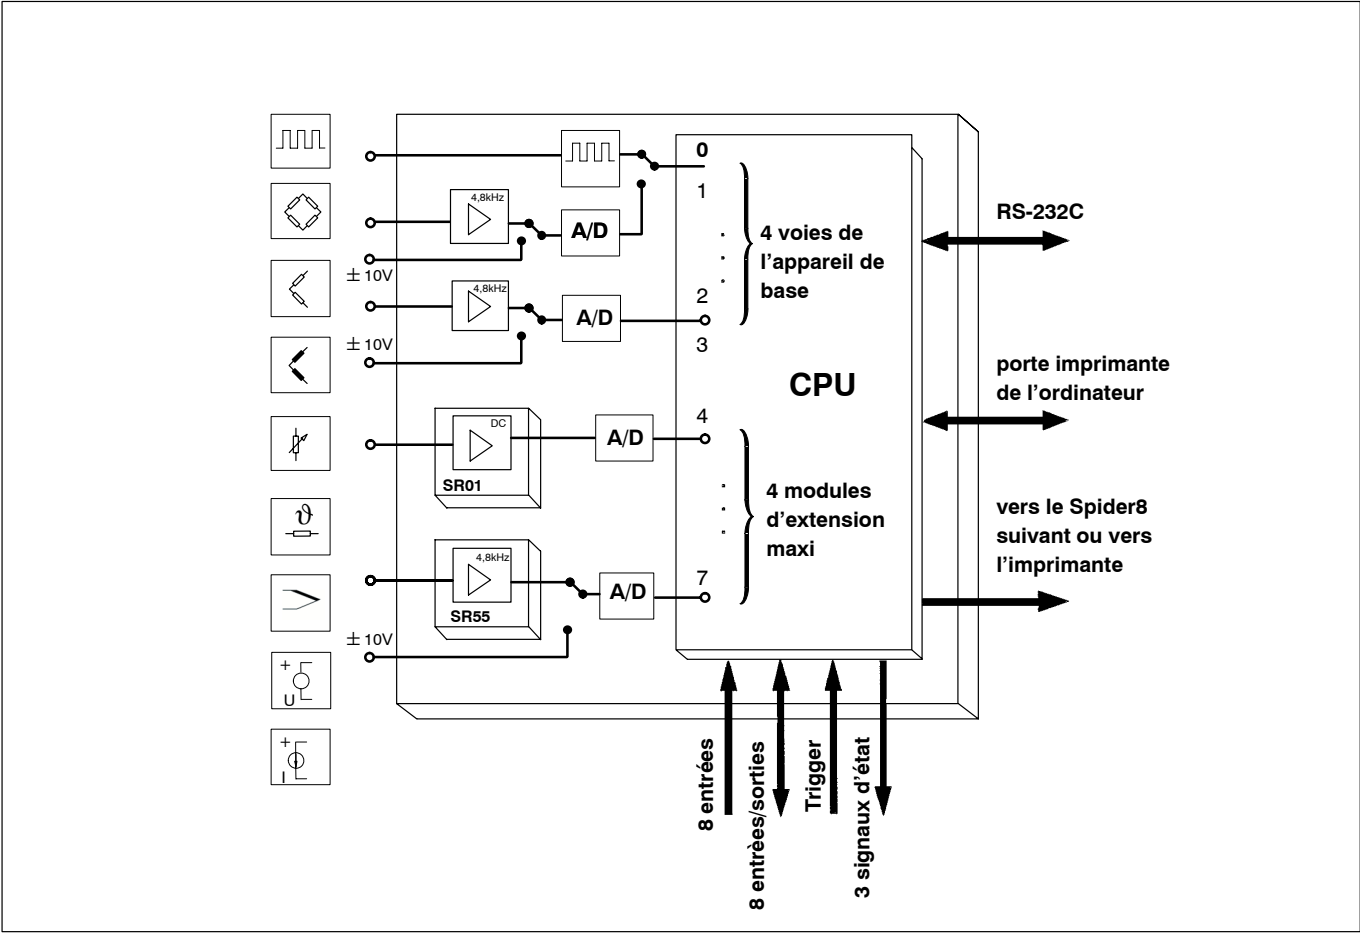 4,8kHz
A/D
± 10V
4,8kHz
A/D
± 10V
DC
A/D
SR01
4,8kHz
A/D
SR55
± 10V
ϑ
+
U
+
I
0
1
2
3
4
7
4 voies de
l'appareil de
base
CPU
4 modules
d'extension
maxi
RS-232C
porte imprimante
de l'ordinateur
vers le Spider8
suivant ou vers
l'imprimante
8 entrées
8 entrèes/sorties
Trigger
3 signaux d'état